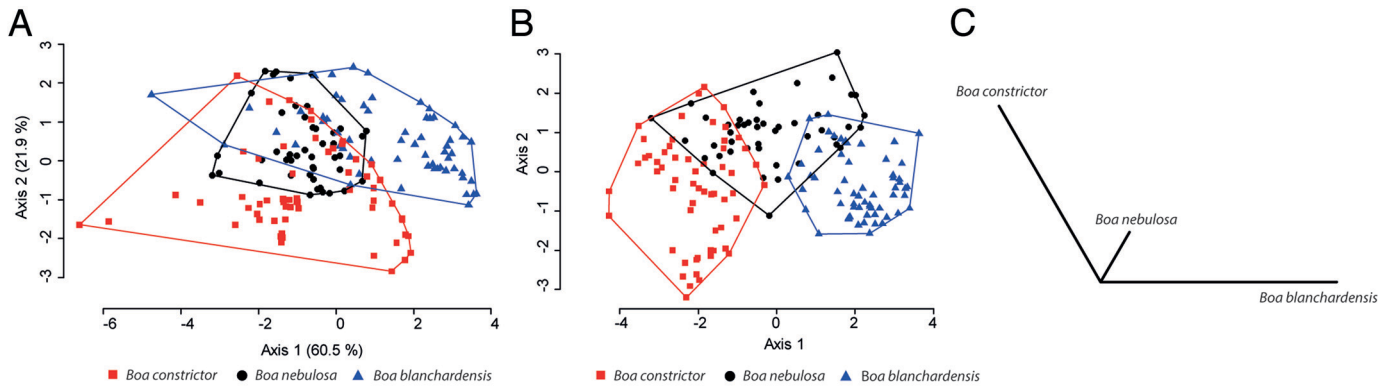 A
3
2
1
0
-1
-2
-3
Axis 2 (21.9 %)
-6
-4
-2
0
2
4
Axis 1 (60.5 %)
Boa constrictor
Boa nebulosa
Boa blanchardensis
B
3
2
1
0
-1
-2
-3
Axis 2
-4
-2
0
2
4
Axis 1
Boa constrictor
Boa nebulosa
Boa blanchardensis
C
Boa constrictor
Boa nebulosa
Boa blanchardensis